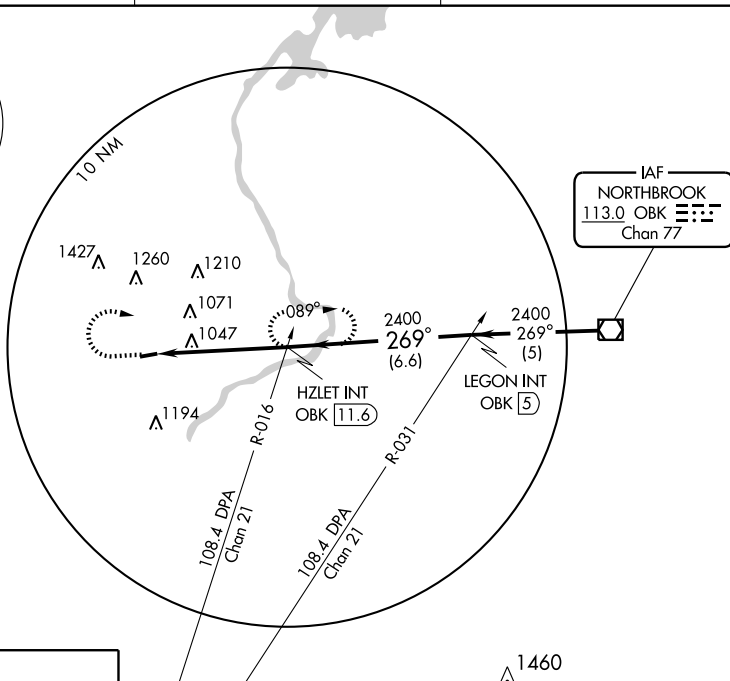 10 NM
IAF
NORTHBROOK
113.0 OBK
Chan 77
1427
1260
1210
1071
1047
1194
089°
2400
269°
(6.6)
2400
269°
(5)
HZLET INT
OBK 11.6
LEGON INT
OBK 5
R-016
R-031
108.4 DPA
Chan 21
108.4 DPA
Chan 21
1460